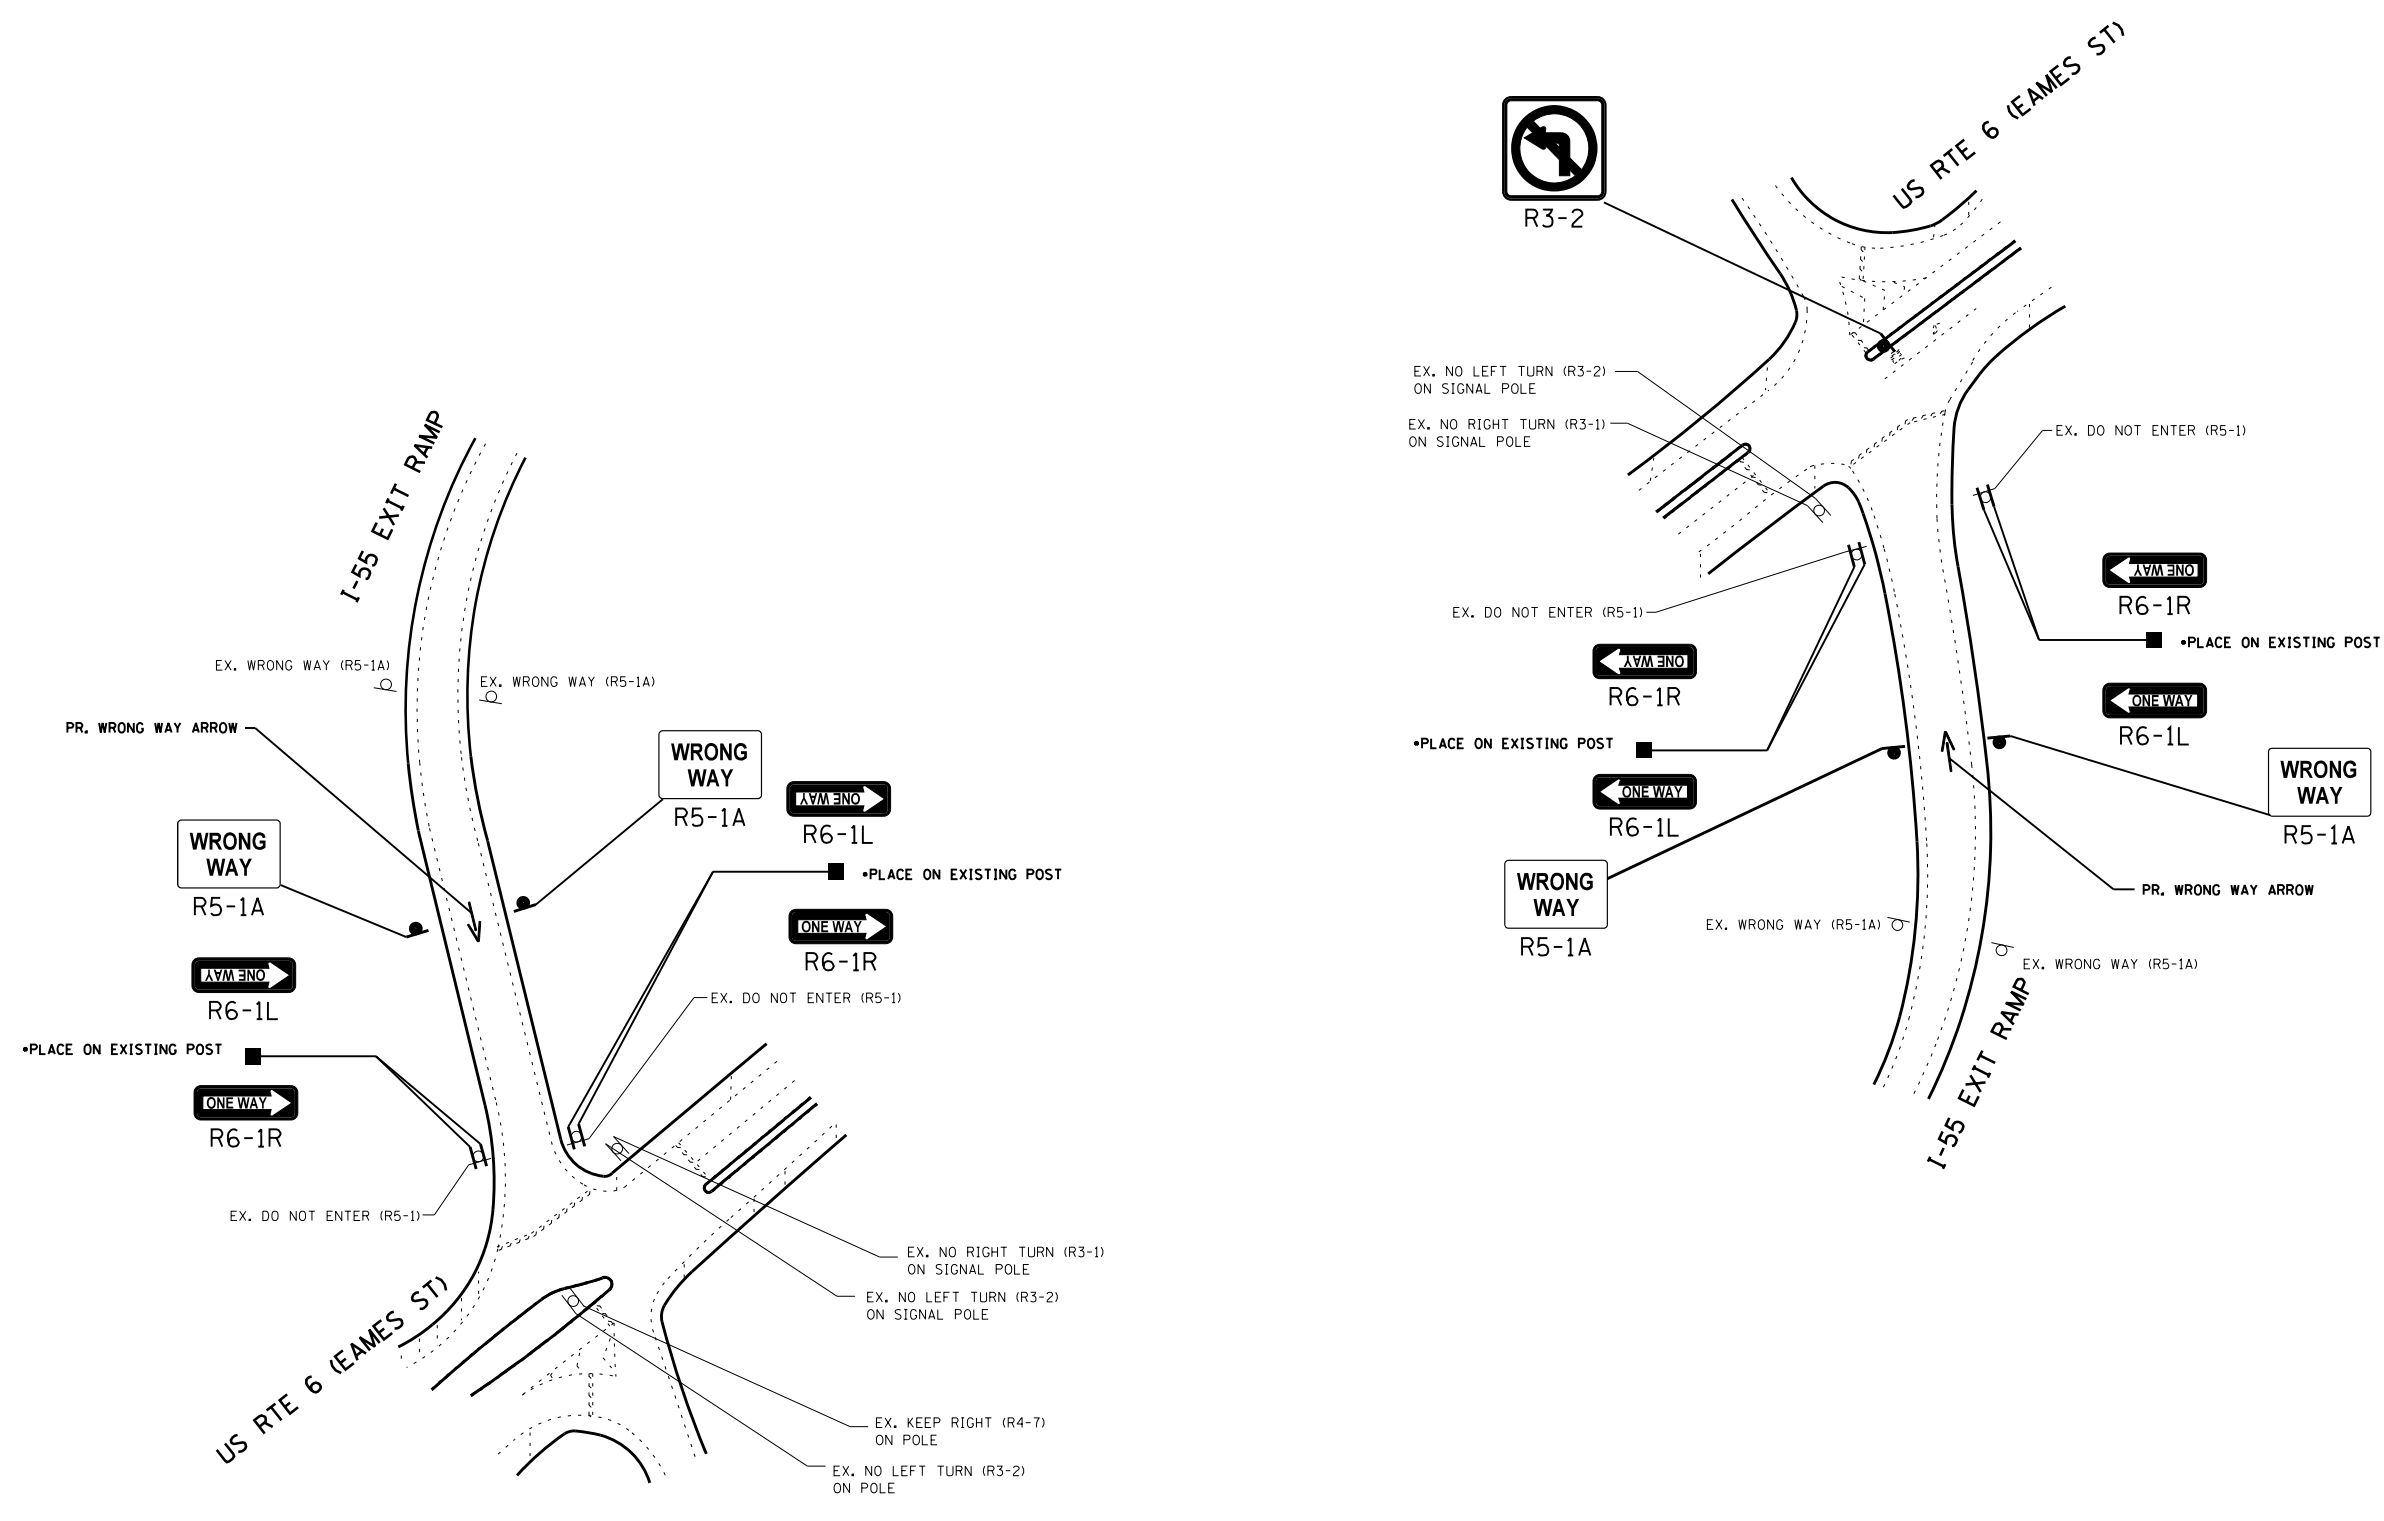 I-55 EXIT RAMP
EX. WRONG WAY (R5-1A)
EX. WRONG WAY (R5-1A)
PR. WRONG WAY ARROW
WRONG
WAY
R5-1A
ONE WAY
R6-1L
WRONG
WAY
R5-1A
•PLACE ON EXISTING POST
ONE WAY
R6-1R
ONE WAY
R6-1L
EX. DO NOT ENTER (R5-1)
•PLACE ON EXISTING POST
ONE WAY
R6-1R
EX. DO NOT ENTER (R5-1)
US RTE 6 (EAMES ST)
EX. NO RIGHT TURN (R3-1)
ON SIGNAL POLE
EX. NO LEFT TURN (R3-2)
ON SIGNAL POLE
EX. KEEP RIGHT (R4-7)
ON POLE
EX. NO LEFT TURN (R3-2)
ON POLE
US RTE 6 (EAMES ST)
R3-2
EX. NO LEFT TURN (R3-2)
ON SIGNAL POLE
EX. NO RIGHT TURN (R3-1)
ON SIGNAL POLE
EX. DO NOT ENTER (R5-1)
ONE WAY
R6-1R
EX. DO NOT ENTER (R5-1)
•PLACE ON EXISTING POST
ONE WAY
R6-1R
ONE WAY
R6-1L
•PLACE ON EXISTING POST
ONE WAY
R6-1L
WRONG
WAY
R5-1A
WRONG
WAY
R5-1A
PR. WRONG WAY ARROW
EX. WRONG WAY (R5-1A)
EX. WRONG WAY (R5-1A)
I-55 EXIT RAMP